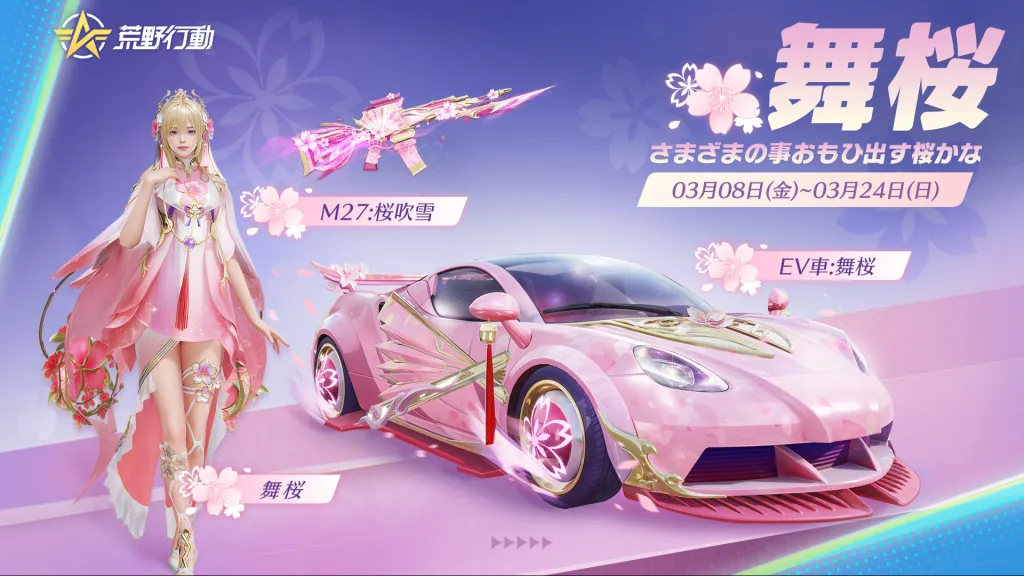 荒野行動
舞桜
さまざまの事おもひ出す桜かな
03月08日(金)~03月24日(日)
M27:桜吹雪
EV車:舞桜
舞桜